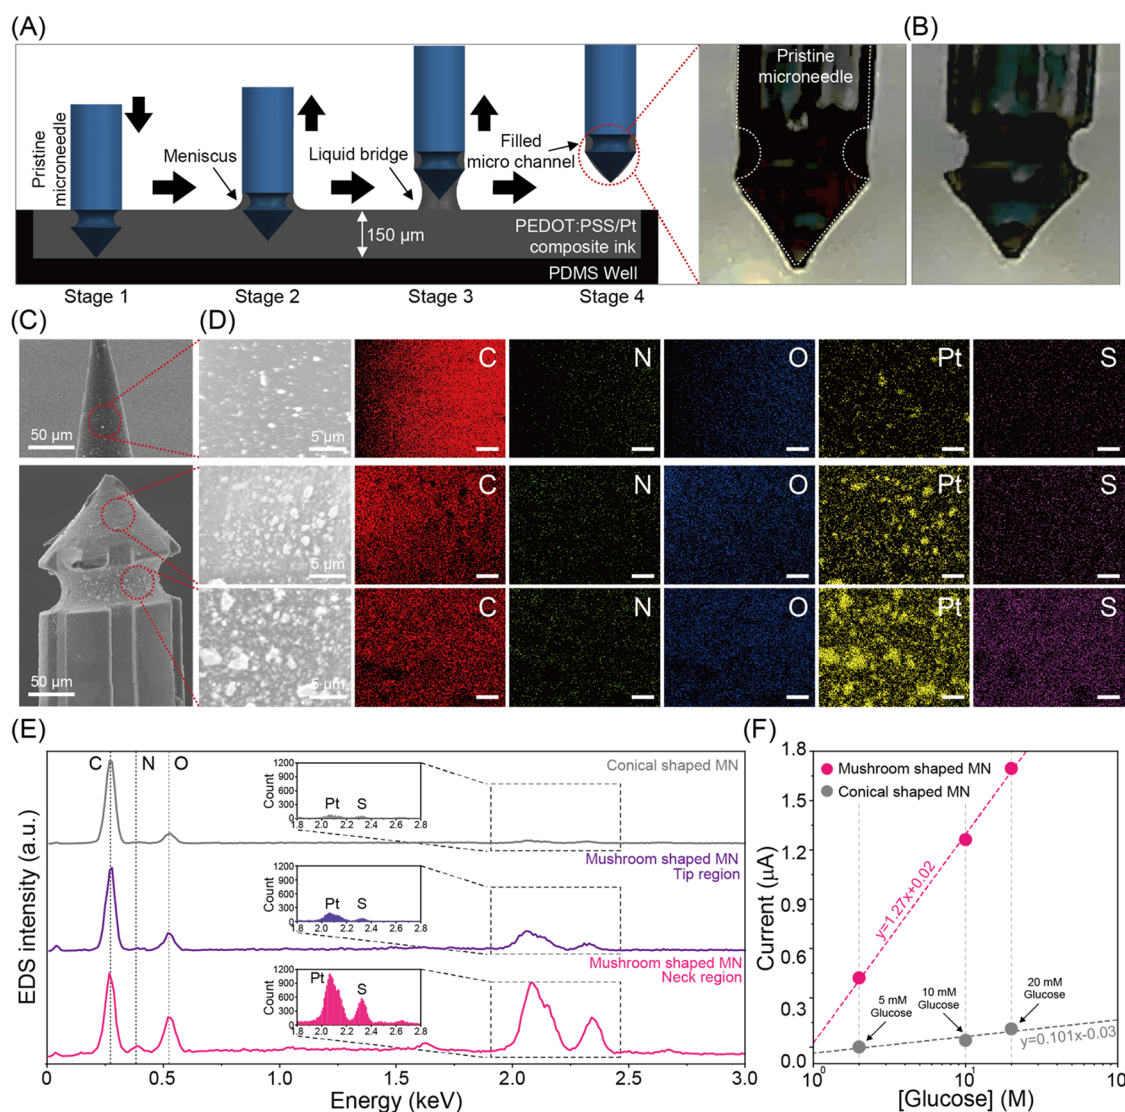 (A)
Pristine
microneedle
Meniscus
Liquid bridge
Filled
micro channel
150 μm
PEDOT:PSS/Pt
composite ink
PDMS Well
Stage 1
Stage 2
Stage 3
Stage 4
Pristine
microneedle
(B)
(C)
50 μm
50 μm
(D)
5 μm
C
N
O
Pt
S
5 μm
C
N
O
Pt
S
5 μm
C
N
O
Pt
S
(E)
EDS intensity (a.u.)
C
N
O
Conical shaped MN
Count
1200
900
600
300
0
Pt
S
1.8 2.0 2.2 2.4 2.6 2.8
Mushroom shaped MN
Tip region
Count
1200
900
600
300
0
Pt
S
1.8 2.0 2.2 2.4 2.6 2.8
Mushroom shaped MN
Neck region
Count
1200
900
600
300
0
Pt
S
1.8 2.0 2.2 2.4 2.6 2.8
0 0.5 1.0 1.5 2.0 2.5 3.0
Energy (keV)
(F)
Current (μA)
1.8
1.5
1.2
0.9
0.6
0.3
0.0
Mushroom shaped MN
Conical shaped MN
y=1.27x+0.02
5 mM
Glucose
10 mM
Glucose
20 mM
Glucose
y=0.101x-0.03
[Glucose] (M)